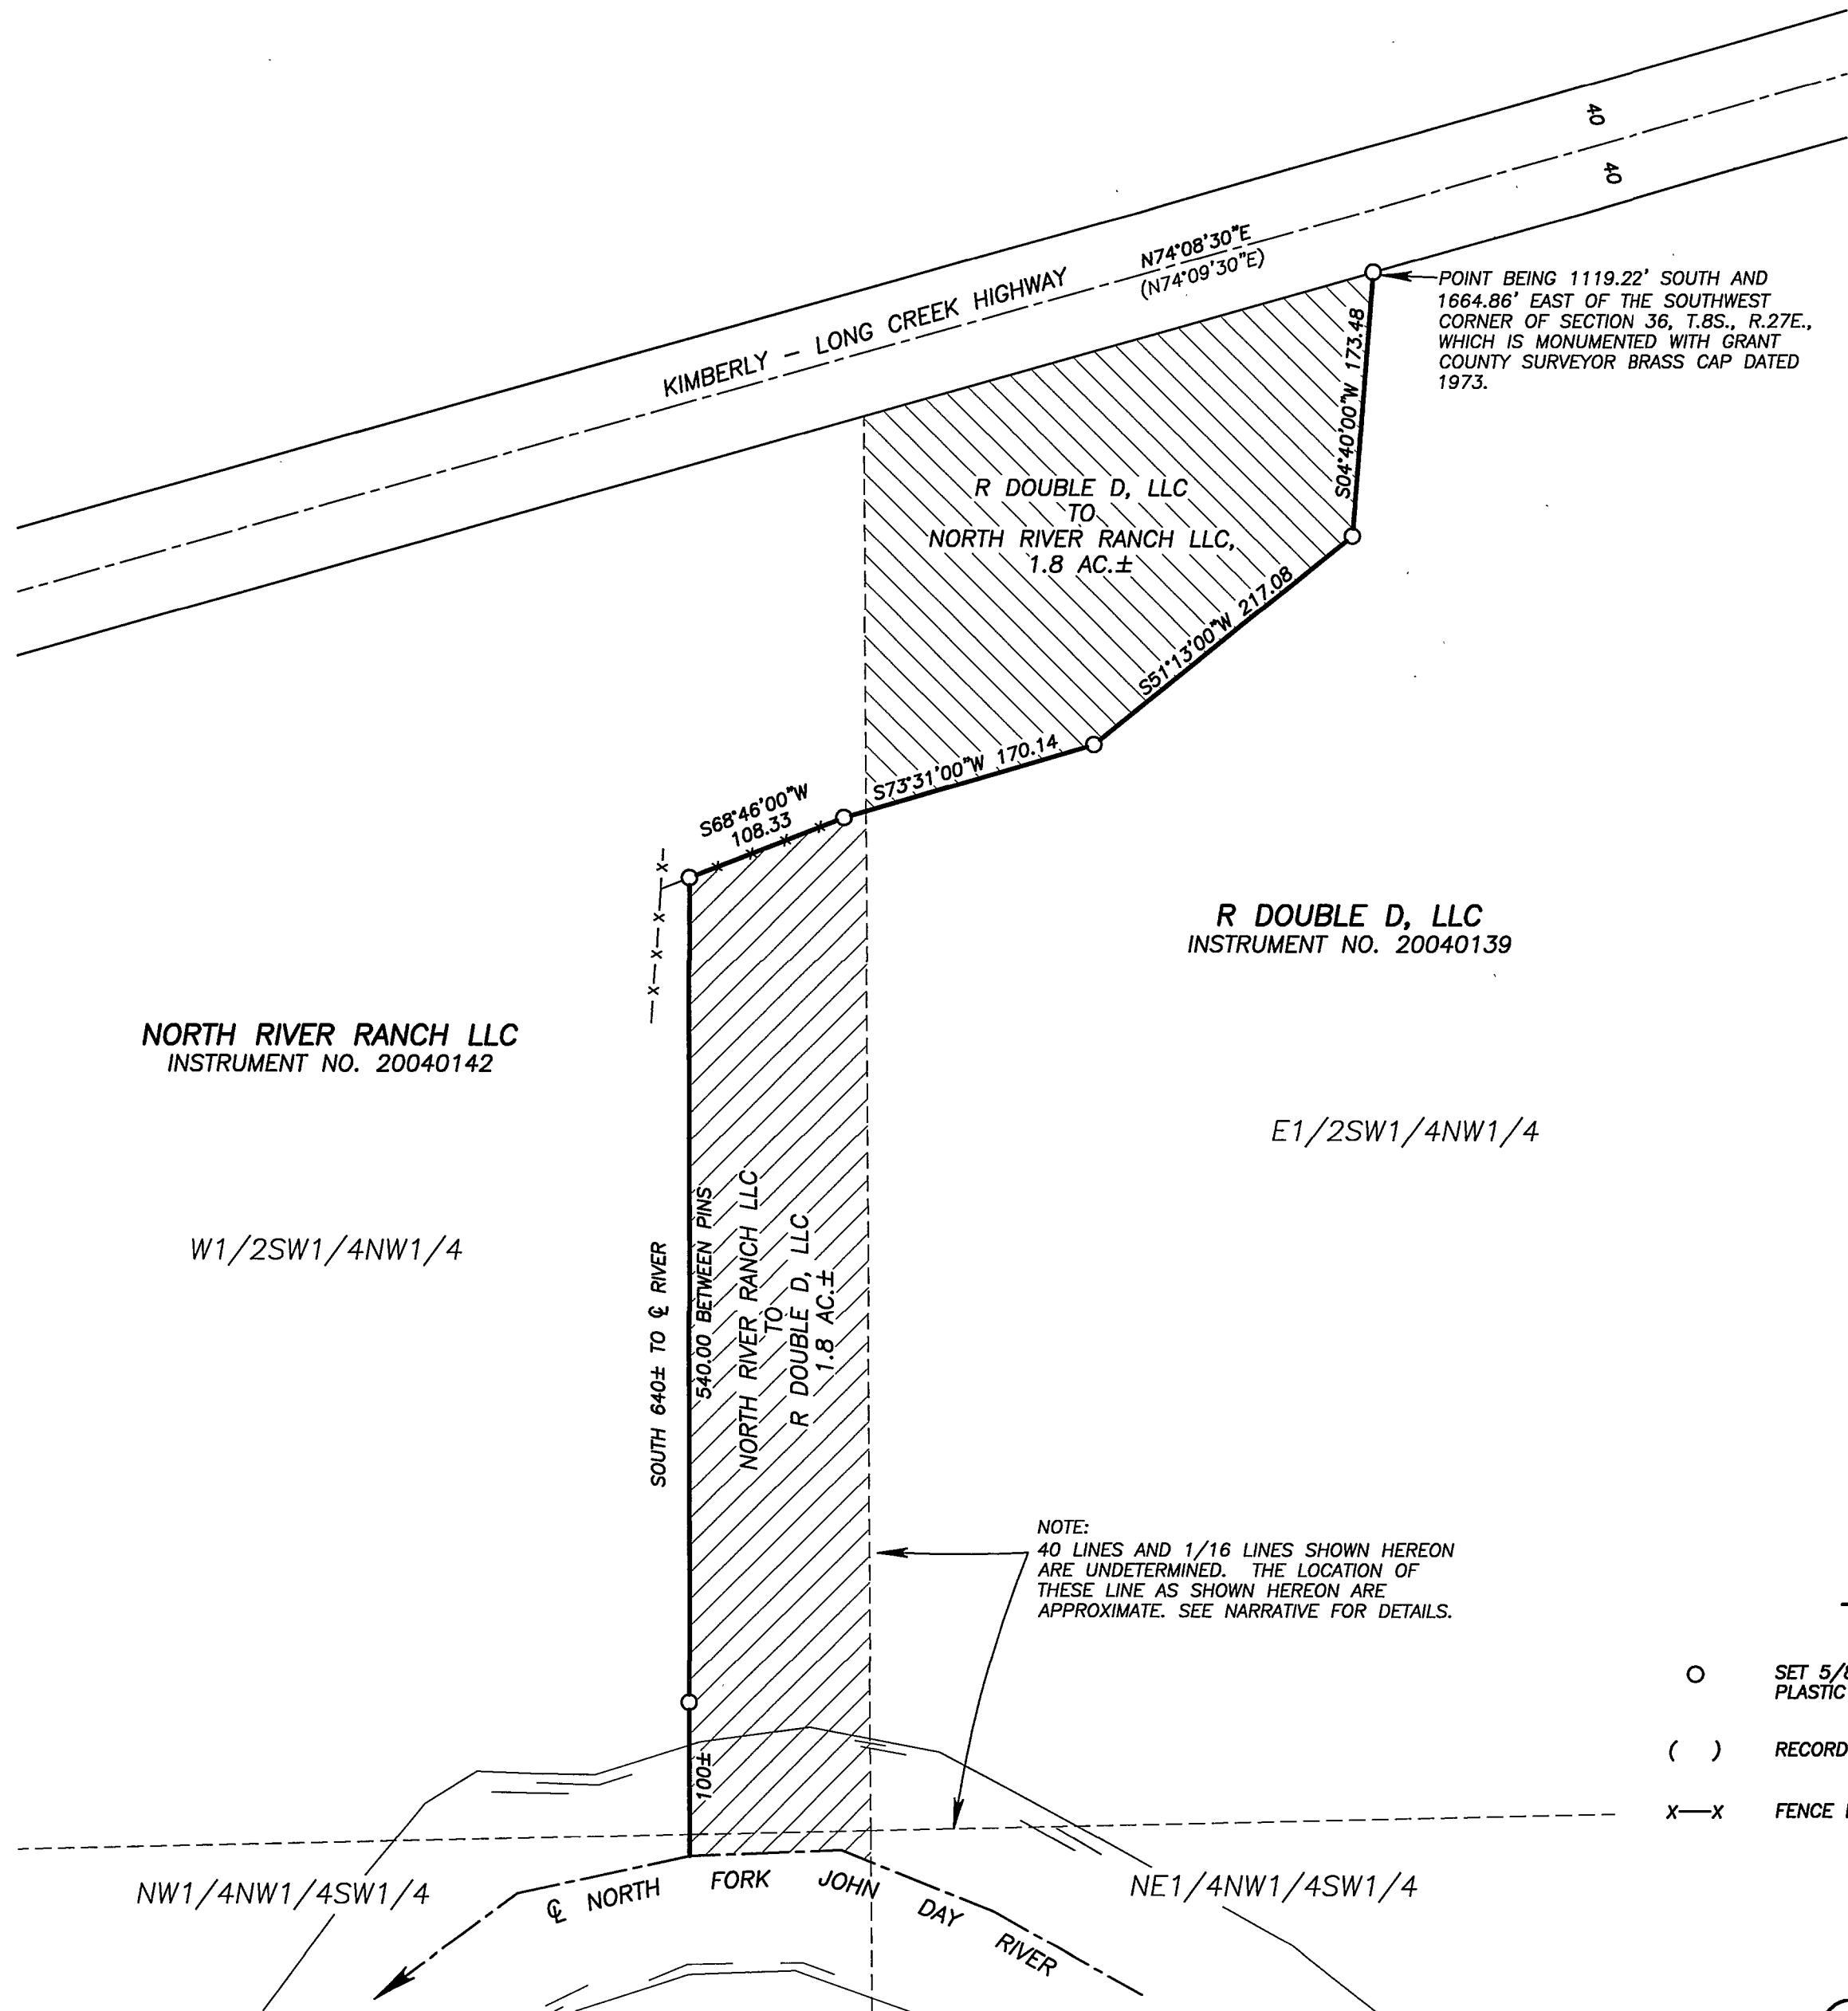 40
40
N74°08'30"E
(N74°09'30"E)
KIMBERLY - LONG CREEK HIGHWAY
POINT BEING 1119.22' SOUTH AND
1664.86' EAST OF THE SOUTHWEST
CORNER OF SECTION 36, T.8S., R.27E.,
WHICH IS MONUMENTED WITH GRANT
COUNTY SURVEYOR BRASS CAP DATED
1973.
S04°40'00"W 173.48
R DOUBLE D, LLC
TO
NORTH RIVER RANCH LLC,
1.8 AC.±
S51°13'00"W 217.08
S73°31'00"W 170.14
S68°46'00"W
108.33
R DOUBLE D, LLC
INSTRUMENT NO. 20040139
NORTH RIVER RANCH LLC
INSTRUMENT NO. 20040142
E1/2SW1/4NW1/4
W1/2SW1/4NW1/4
SOUTH 640± TO ℄ RIVER
540.00 BETWEEN PINS
NORTH RIVER RANCH LLC
TO
R DOUBLE D, LLC
1.8 AC.±
NOTE:
40 LINES AND 1/16 LINES SHOWN HEREON
ARE UNDETERMINED. THE LOCATION OF
THESE LINE AS SHOWN HEREON ARE
APPROXIMATE. SEE NARRATIVE FOR DETAILS.
SET 5/8
PLASTIC
( ) RECORD
x—x FENCE
100±
NW1/4NW1/4SW1/4
NE1/4NW1/4SW1/4
℄ NORTH FORK JOHN DAY RIVER